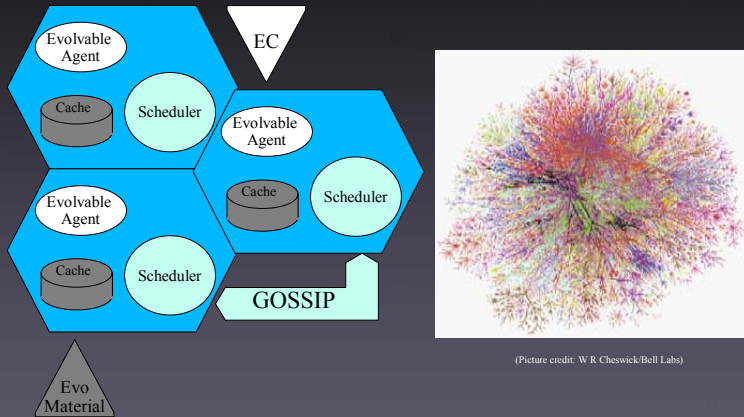 EC
Evolvable
Agent
Cache
Scheduler
Evolvable
Agent
Cache
Scheduler
Evolvable
Agent
Cache
Scheduler
GOSSIP
Evo
Material
(Picture credit: W R Cheswick/Bell Labs)